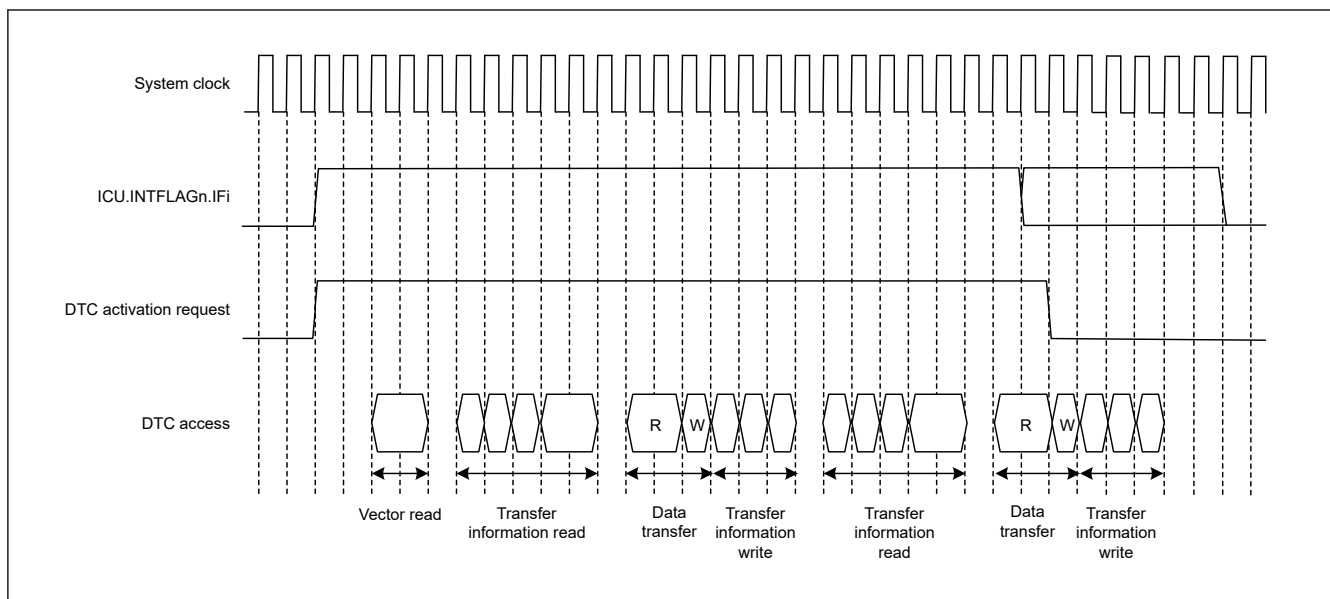 System clock
ICU.INTFLAGn.IFi
DTC activation request
DTC access
R
W
R
W
Vector read
Transfer
information read
Data
transfer
Transfer
information
write
Transfer
information
read
Data
transfer
Transfer
information
write